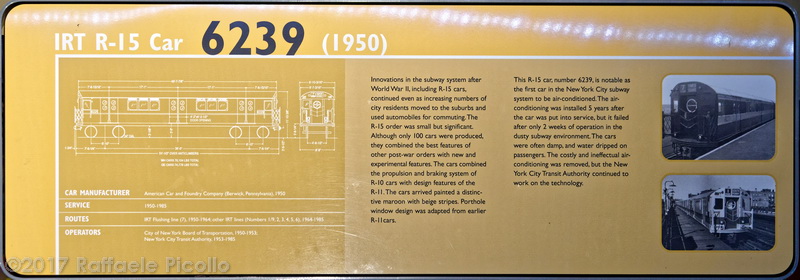 IRT R-15 Car 6239 (1950)
CAR MANUFACTURER American Car and Foundry Company (Berwick, Pennsylvania), 1950
SERVICE 1950-1985
ROUTES IRT Flushing line (7), 1950-1964; other IRT lines (Numbers 1/9, 2, 3, 4, 5, 6), 1964-1985
OPERATORS City of New York Board of Transportation, 1950-1953;
New York City Transit Authority, 1953-1985
Innovations in the subway system after
World War II, including R-15 cars,
continued even as increasing numbers of
city residents moved to the suburbs and
used automobiles for commuting. The
R-15 order was small but significant.
Although only 100 cars were produced,
they combined the best features of
other post-war orders with new and
experimental features. The cars combined
the propulsion and braking system of
R-10 cars with design features of the
R-11. The cars arrived painted a distinc-
tive maroon with beige stripes. Porthole
window design was adapted from earlier
R-11cars.
This R-15 car, number 6239, is notable as
the first car in the New York City subway
system to be air-conditioned. The air-
conditioning was installed 5 years after
the car was put into service, but it failed
after only 2 weeks of operation in the
dusty subway environment. The cars
were often damp, and water dripped on
passengers. The costly and ineffectual air-
conditioning was removed, but the New
York City Transit Authority continued to
work on the technology.
©2017 Raffaele Picollo